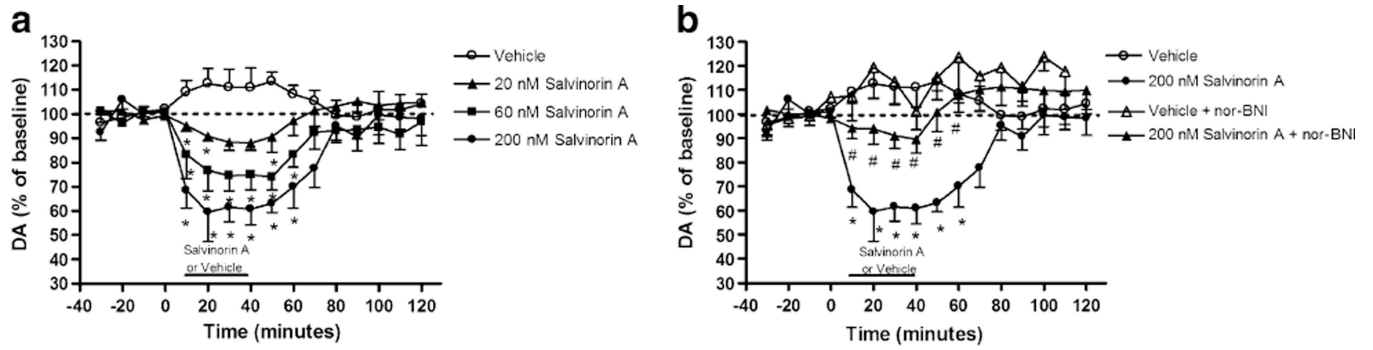 a
130
120
110
100
90
80
70
60
50
40
30
DA (% of baseline)
* * * * * * * * * * * * * * * *
Salvinorin A
or Vehicle
-40 -20 0 20 40 60 80 100 120
Time (minutes)
Vehicle
20 nM Salvinorin A
60 nM Salvinorin A
200 nM Salvinorin A
b
130
120
110
100
90
80
70
60
50
40
30
DA (% of baseline)
# # # # # #
* * * * * *
Salvinorin A
or Vehicle
-40 -20 0 20 40 60 80 100 120
Time (minutes)
Vehicle
200 nM Salvinorin A
Vehicle + nor-BNI
200 nM Salvinorin A + nor-BNI